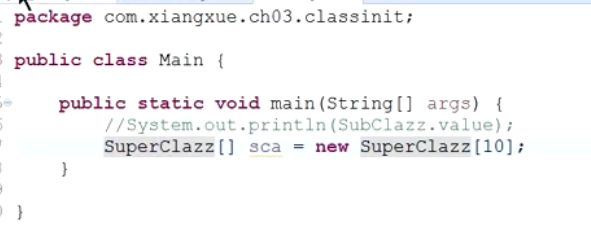 package com.xiangxue.ch03.classinit;
public class Main {
public static void main(String[] args) {
//System.out.println(SubClazz.value);
SuperClazz[] sca = new SuperClazz[10];
}
}